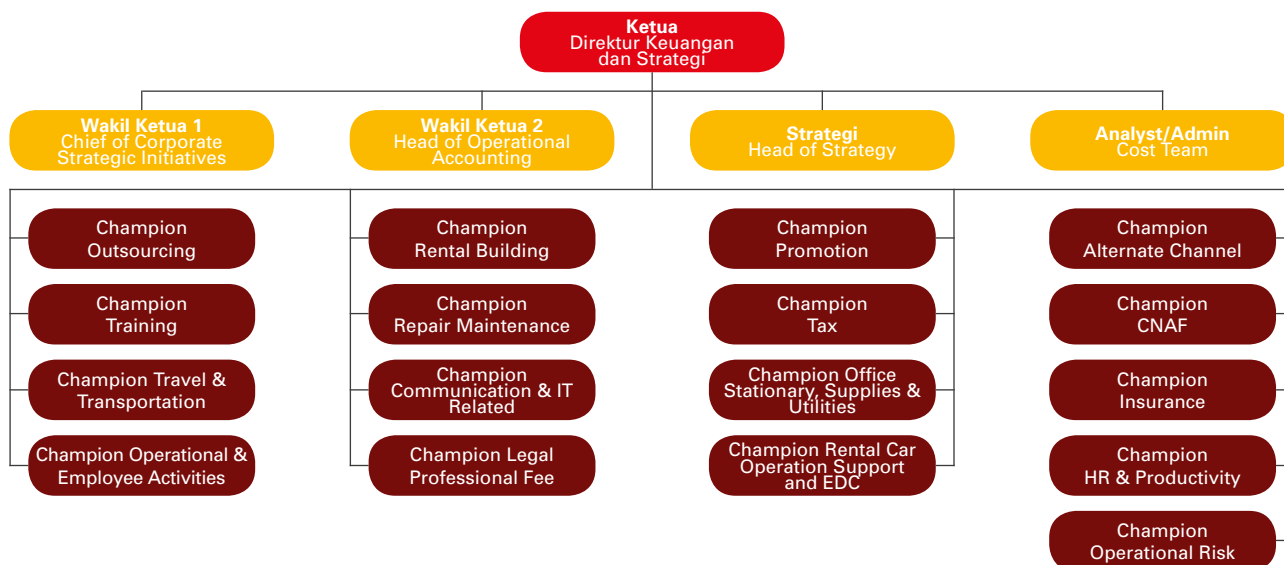 Ketua
Direktur Keuangan
dan Strategi
Wakil Ketua 1
Chief of Corporate
Strategic Initiatives
Wakil Ketua 2
Head of Operational
Accounting
Strategi
Head of Strategy
Analyst/Admin
Cost Team
Champion
Outsourcing
Champion
Training
Champion Travel &
Transportation
Champion Operational &
Employee Activities
Champion
Rental Building
Champion
Repair Maintenance
Champion
Communication & IT
Related
Champion Legal
Professional Fee
Champion
Promotion
Champion
Tax
Champion Office
Stationary, Supplies &
Utilities
Champion Rental Car
Operation Support
and EDC
Champion
Alternate Channel
Champion
CNAF
Champion
Insurance
Champion
HR & Productivity
Champion
Operational Risk